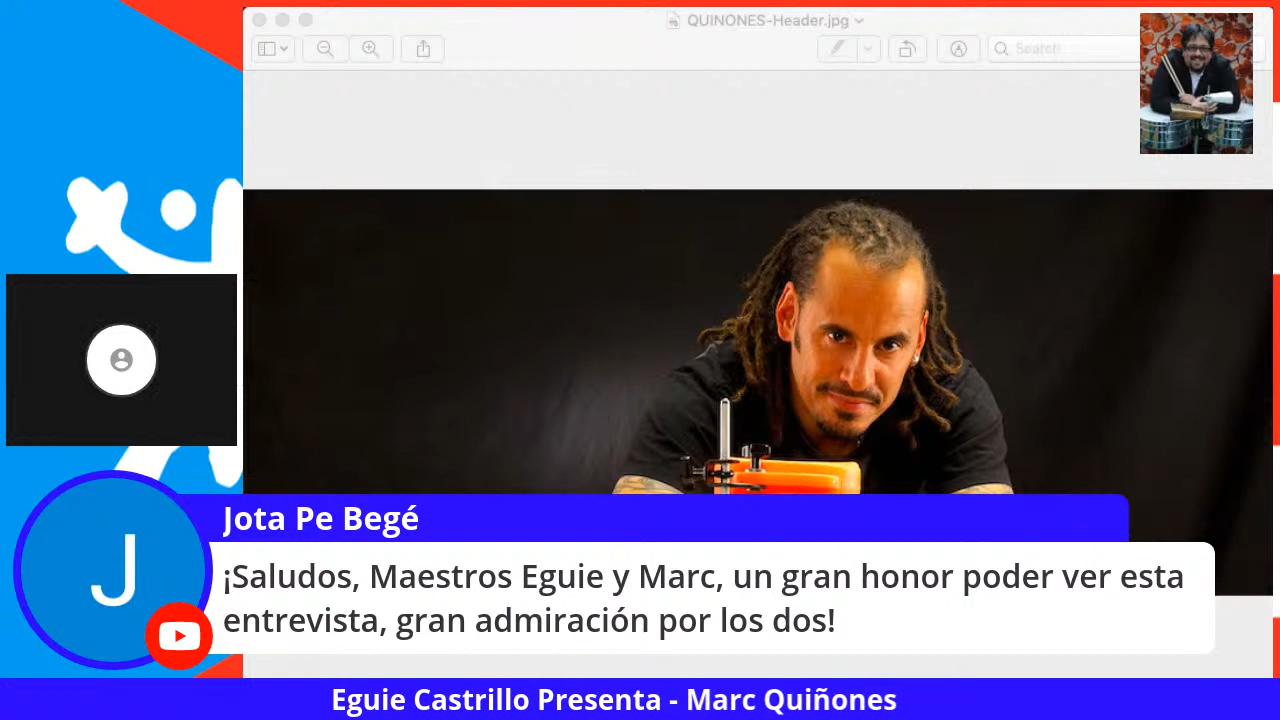 QUINONES-Header.jpg
Search
J
Jota Pe Begé
¡Saludos, Maestros Eguie y Marc, un gran honor poder ver esta
entrevista, gran admiración por los dos!
Eguie Castrillo Presenta - Marc Quiñones